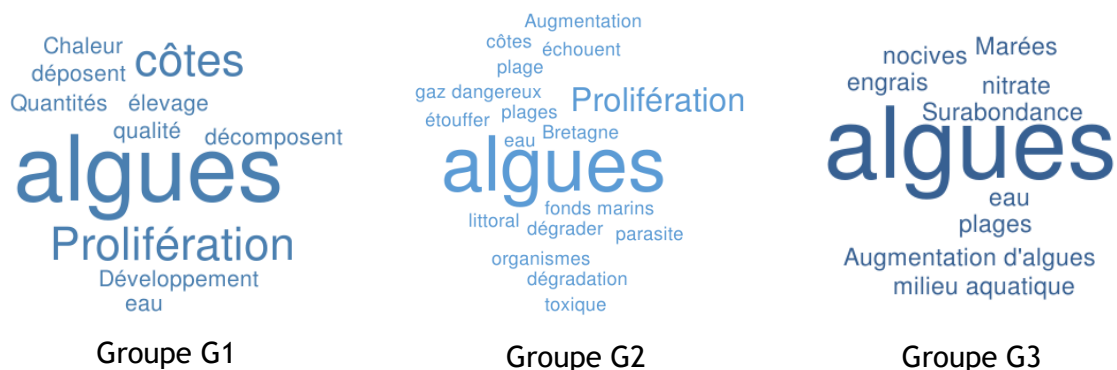 Chaleur
côtes
déposent
Quantités élevage
qualité décomposent
algues
Prolifération
Développement
eau
Groupe G1
Augmentation
côtes échouent
plage
gaz dangereux
Prolifération
étouffer plages
eau Bretagne
algues
fonds marins
littoral dégrader parasite
organismes
dégradation
toxique
Groupe G2
nocives Marées
engrais nitrate
Surabondance
algues
eau
plages
Augmentation d'algues
milieu aquatique
Groupe G3